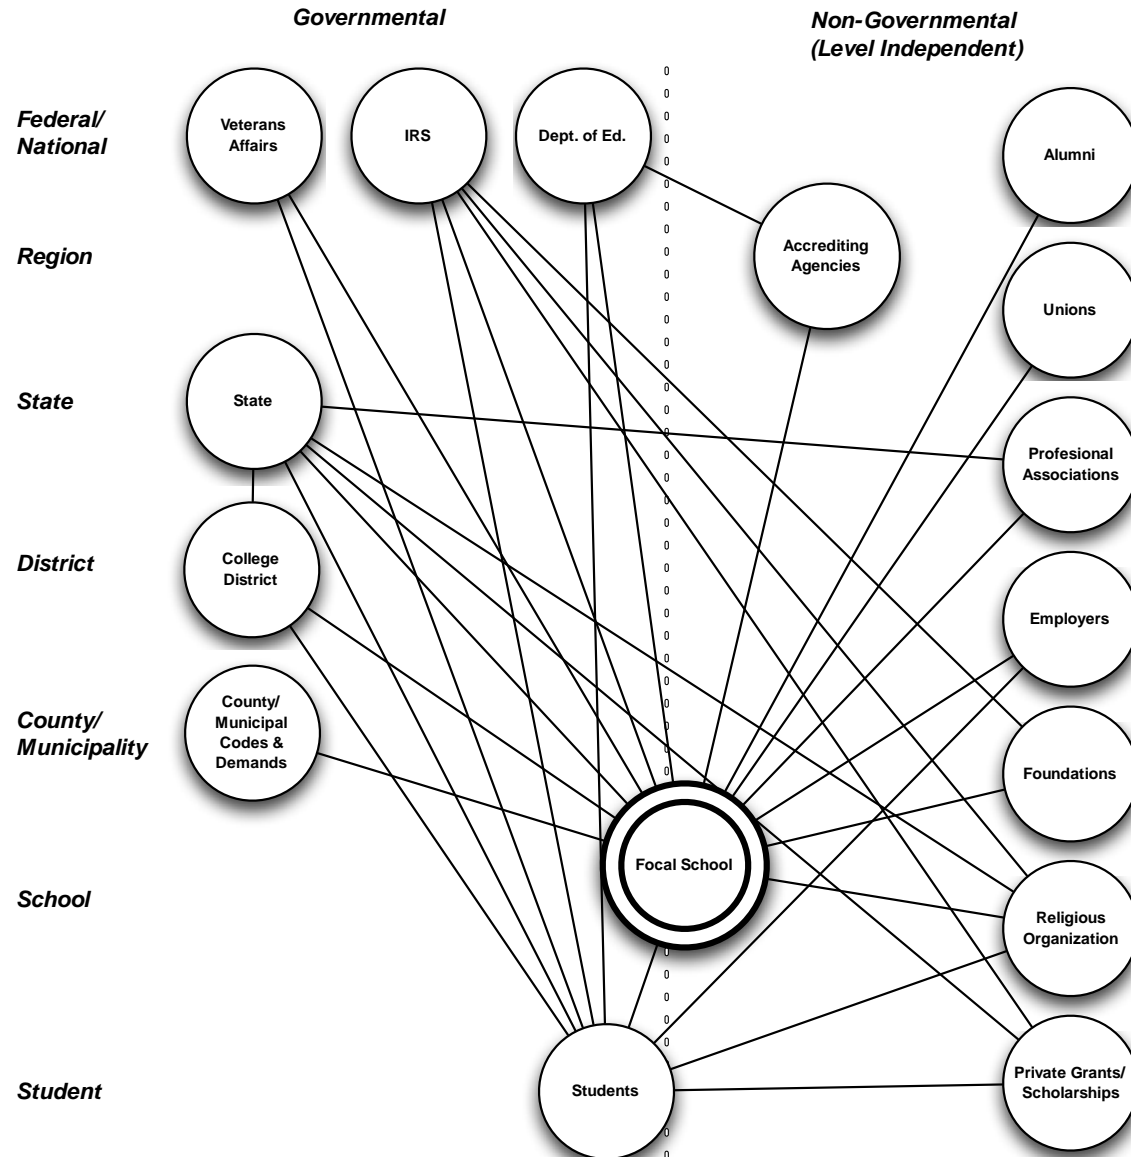 Governmental
Non-Governmental
(Level Independent)
Federal/
National
Veterans
Affairs
IRS
Dept. of Ed.
Alumni
Region
Accrediting
Agencies
Unions
State
State
Profesional
Associations
District
College
District
Employers
County/
Municipality
County/
Municipal
Codes &
Demands
Foundations
Focal School
School
Religious
Organization
Student
Students
Private Grants/
Scholarships